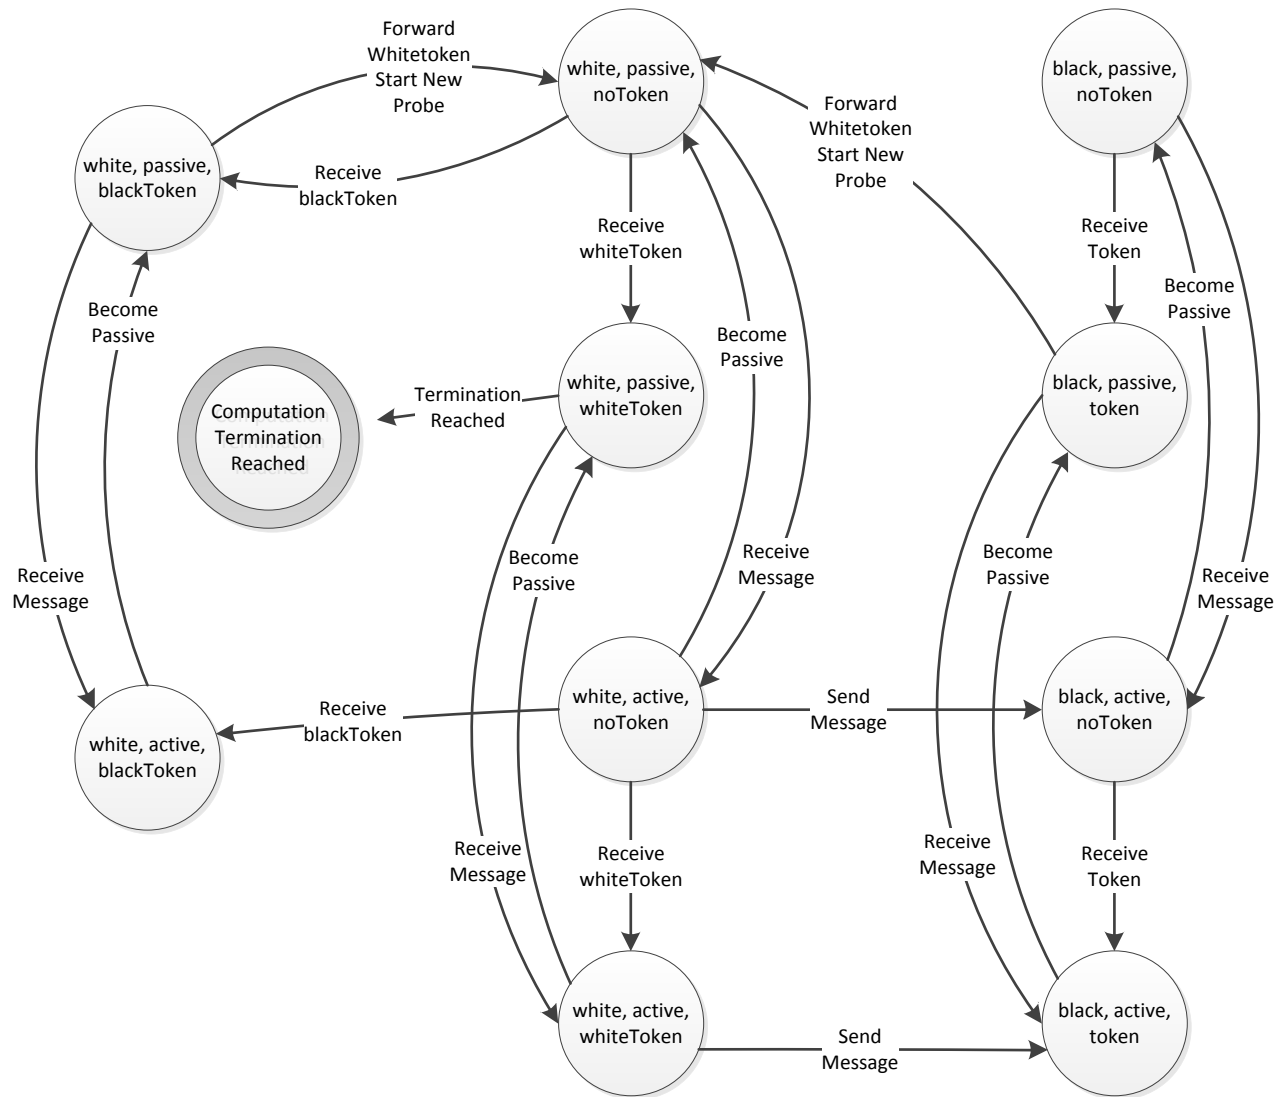 Forward
Whitetoken
Start New
Probe
white, passive,
noToken
black, passive,
noToken
Forward
Whitetoken
Start New
Probe
white, passive,
blackToken
Receive
blackToken
Receive
whiteToken
Receive
Token
Become
Passive
Become
Passive
Become
Passive
white, passive,
whiteToken
black, passive,
token
Termination
Reached
Computation
Termination
Reached
Receive
Message
Become
Passive
Receive
Message
Become
Passive
Receive
Message
white, active,
noToken
Send
Message
black, active,
noToken
Receive
blackToken
white, active,
blackToken
Receive
Message
Receive
whiteToken
Receive
Message
Receive
Token
white, active,
whiteToken
Send
Message
black, active,
token